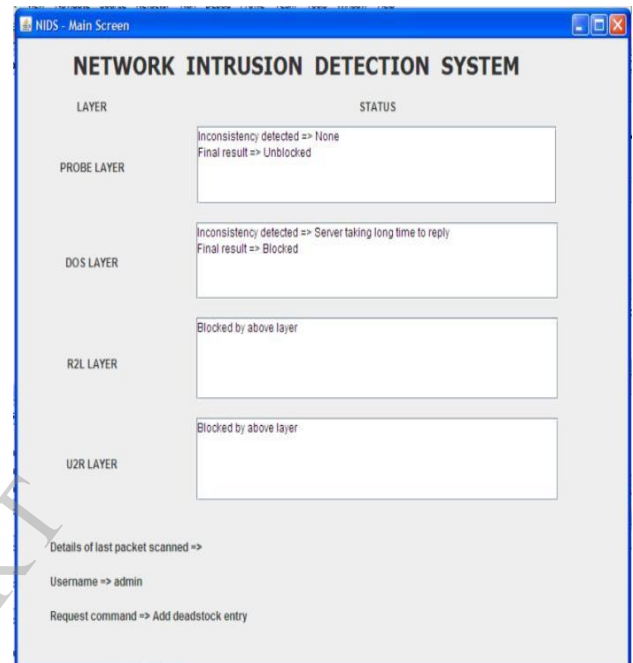 NIDS - Main Screen
NETWORK INTRUSION DETECTION SYSTEM
LAYER STATUS
PROBE LAYER
Inconsistency detected => None
Final result => Unblocked
DOS LAYER
Inconsistency detected => Server taking long time to reply
Final result => Blocked
R2L LAYER
Blocked by above layer
U2R LAYER
Blocked by above layer
Details of last packet scanned =>
Username => admin
Request command => Add deadstock entry